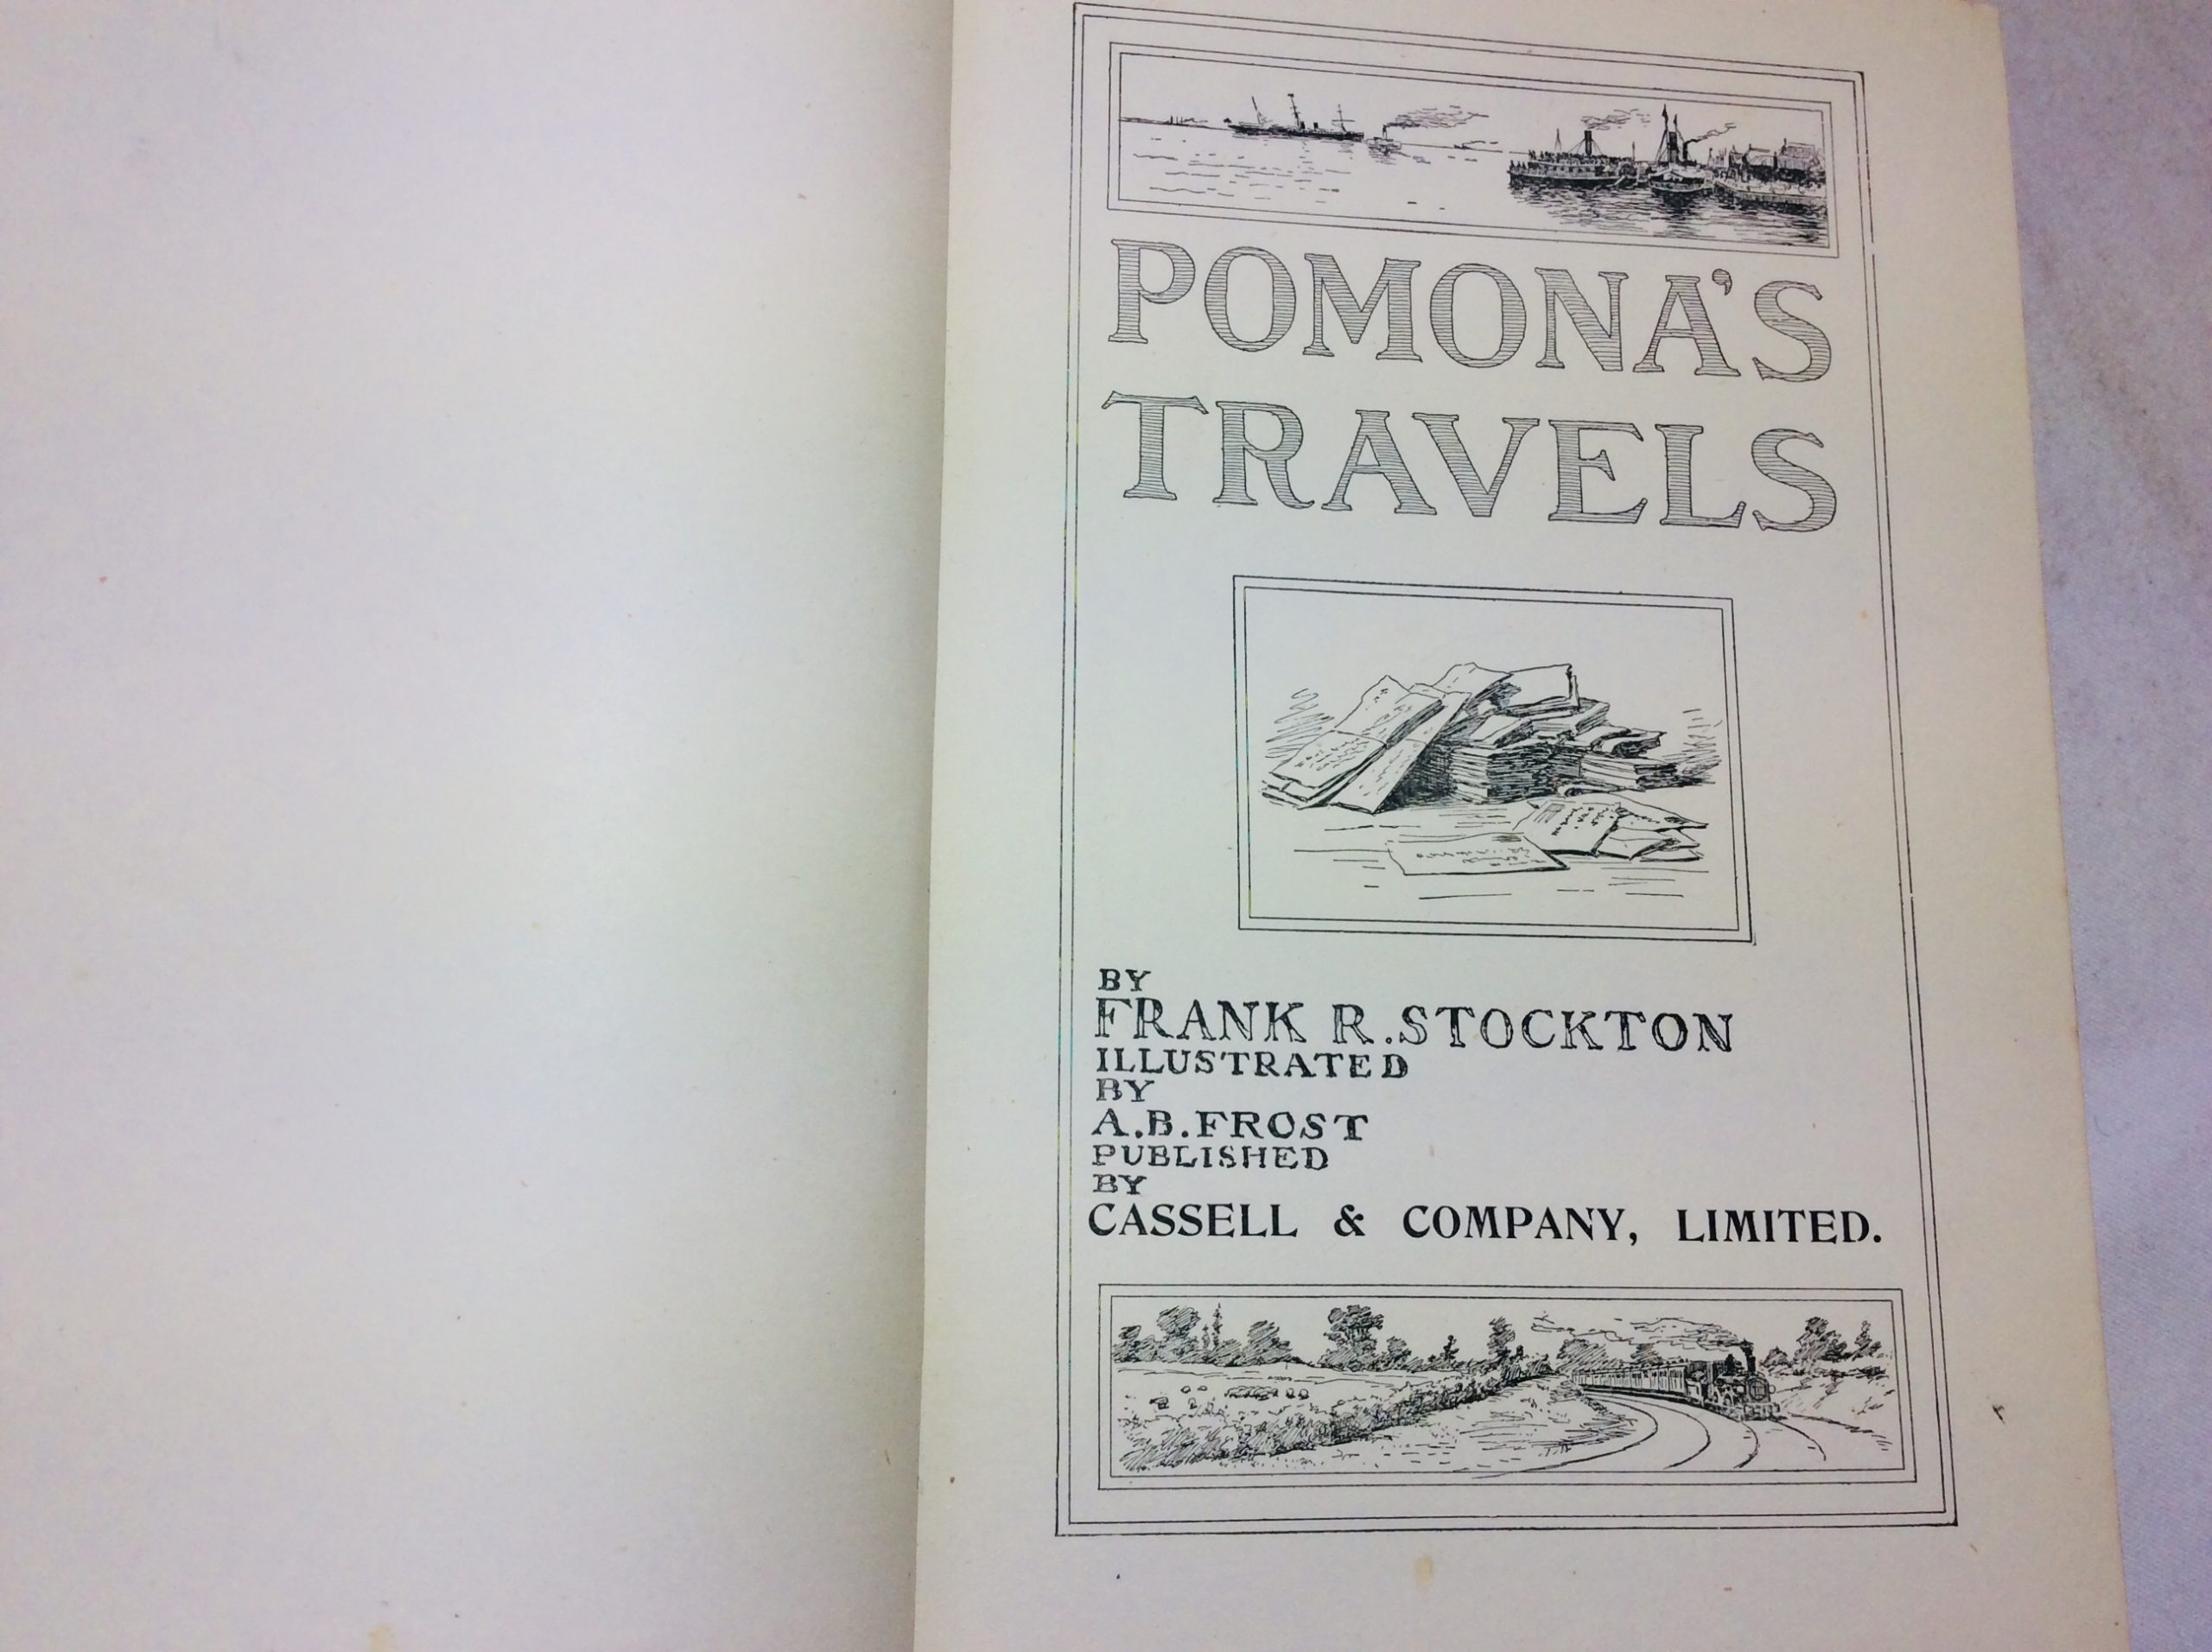 POMONA'S
TRAVELS
BY
FRANK R. STOCKTON
ILLUSTRATED
BY
A.B. FROST
PUBLISHED
BY
CASSELL & COMPANY, LIMITED.